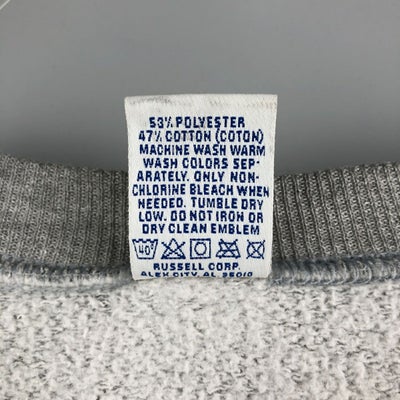 53% POLYESTER
47% COTTON (COTON)
MACHINE WASH WARM
WASH COLORS SEP-
ARATELY. ONLY NON-
CHLORINE BLEACH WHEN
NEEDED. TUMBLE DRY
LOW. DO NOT IRON OR
DRY CLEAN EMBLEM
40°
RUSSELL CORP.
ALEX CITY, AL 35010